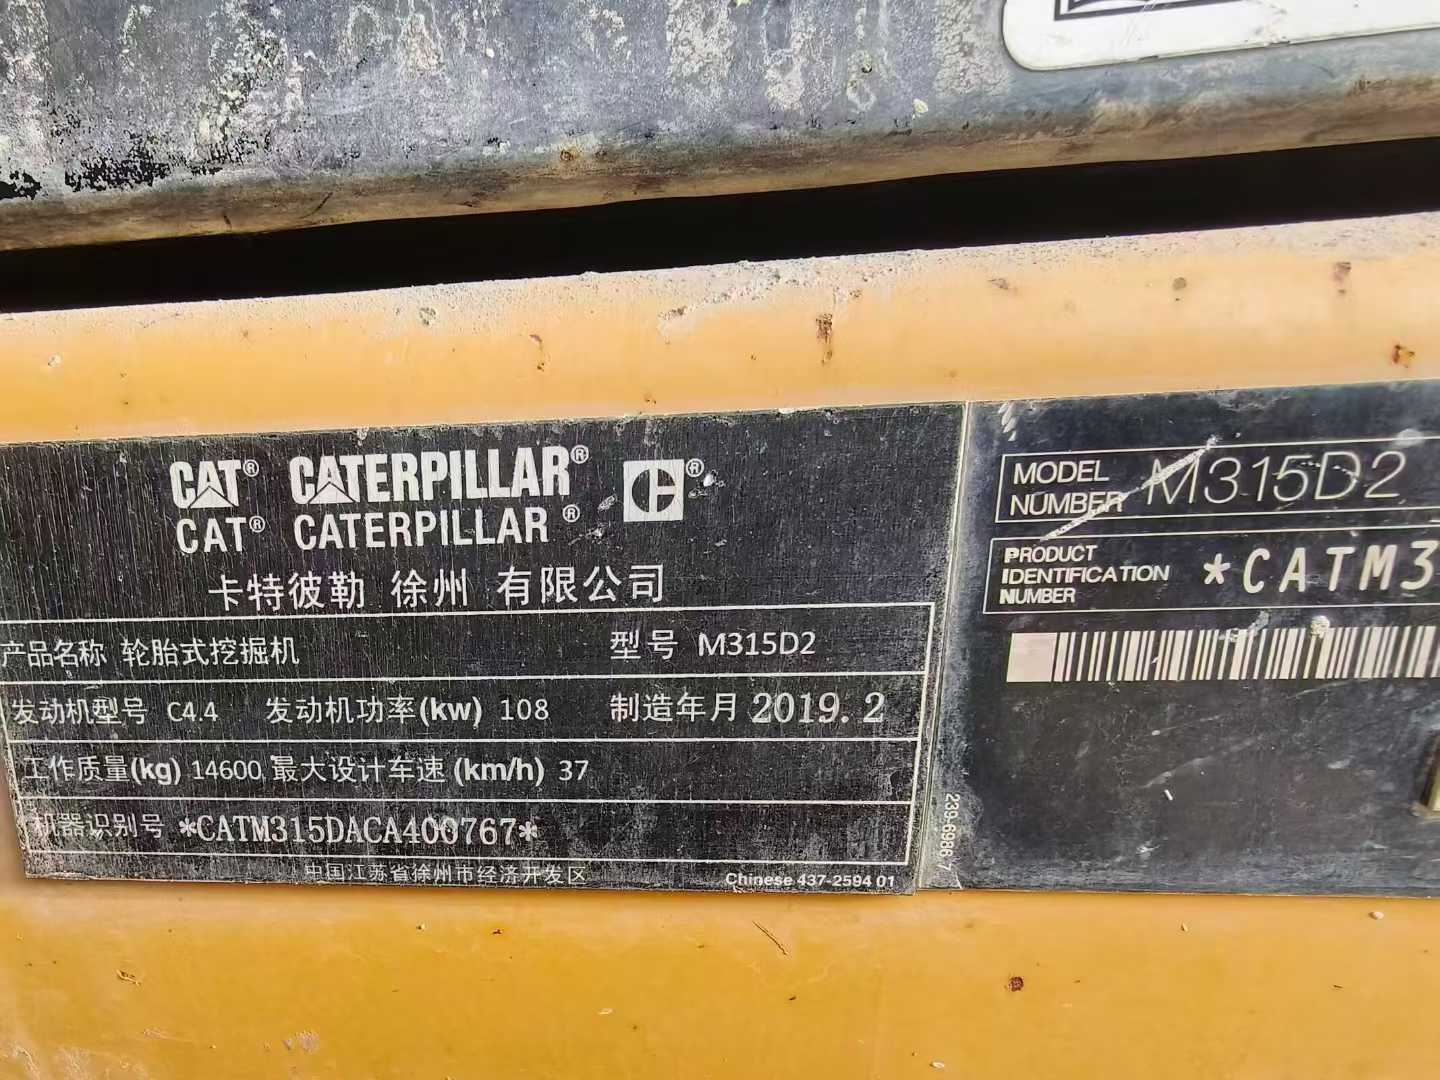 CAT® CATERPILLAR® C®
CAT® CATERPILLAR®
卡特彼勒 徐州 有限公司
产品名称 轮胎式挖掘机 型号 M315D2
发动机型号 C4.4 发动机功率(kw) 108 制造年月 2019.2
工作质量(kg) 14600 最大设计车速 (km/h) 37
机器识别号 *CATM315DACA400767*
中国江苏省徐州市经济开发区 Chinese 437-2594 01
239-6986 7
MODEL NUMBER M315D2
PRODUCT IDENTIFICATION NUMBER *CATM3